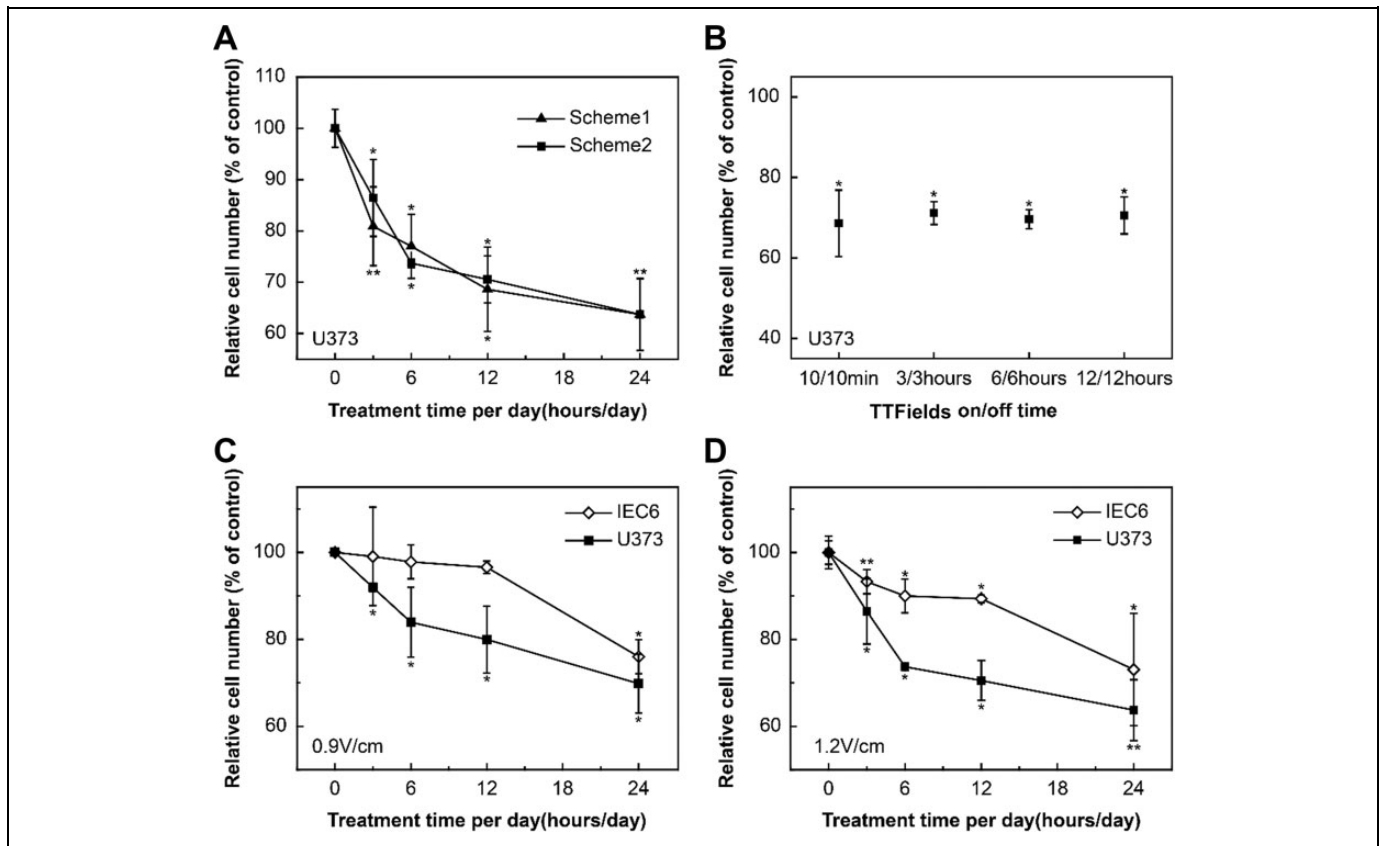 A
Relative cell number (% of control)
110
100
90
80
70
60
Scheme1
Scheme2
*
**
*
*
*
*
**
U373
0
6
12
18
24
Treatment time per day(hours/day)
B
Relative cell number (% of control)
100
80
60
40
*
*
*
*
U373
10/10min
3/3hours
6/6hours
12/12hours
TTFields on/off time
C
Relative cell number (% of control)
100
80
60
IEC6
U373
*
*
*
*
*
0.9V/cm
0
6
12
18
24
Treatment time per day(hours/day)
D
Relative cell number (% of control)
100
80
60
IEC6
U373
**
*
*
*
*
*
*
**
1.2V/cm
0
6
12
18
24
Treatment time per day(hours/day)